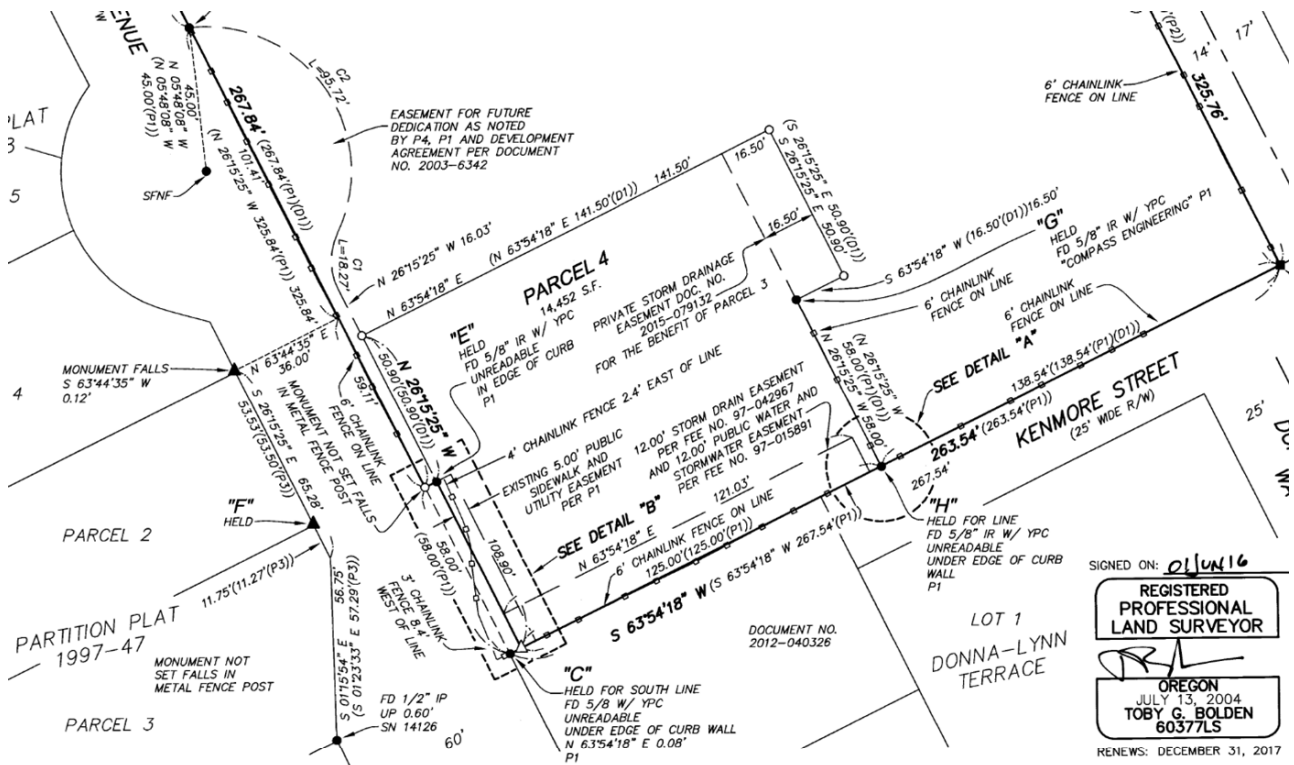 ENUE
/W
45.00'
N 05°48'08" W
(N 05°48'08" W
45.00'(P1))
SFNF
PLAT
5
4
267.84'
(267.84'(P1)(D1))
101.41'
(N 26°15'25" W 325.84'(P1)) 325.84'
C2
L=95.72'
C1
L=18.27'
EASEMENT FOR FUTURE
DEDICATION AS NOTED
BY P4, P1 AND DEVELOPMENT
AGREEMENT PER DOCUMENT
NO. 2003-6342
N 26°15'25" W 16.03'
N 63°54'18" E (N 63°54'18" E 141.50'(D1)) 141.50'
16.50'
(S 26°15'25" E 50.90'(D1))
S 26°15'25" E 50.90'
16.50'
PARCEL 4
14,452 S.F.
PRIVATE STORM DRAINAGE
EASEMENT DOC. NO.
2015-079132
FOR THE BENEFIT OF PARCEL 3
"E"
HELD
FD 5/8" IR W/ YPC
UNREADABLE
IN EDGE OF CURB
P1
S 63°54'18" W (16.50'(D1))16.50'
"G"
HELD
FD 5/8" IR W/ YPC
"COMPASS ENGINEERING" P1
6' CHAINLINK
FENCE ON LINE
(P2))
325.76'
14'
17'
6' CHAINLINK
FENCE ON LINE
6' CHAINLINK
FENCE ON LINE
(N 26°15'25" W
58.00'(P1)(D1))
N 26°15'25" W 58.00'
SEE DETAIL "A"
138.54'(138.54'(P1)(D1))
263.54'(263.54'(P1))
KENMORE STREET
(25' WIDE R/W)
25'
267.54'
MONUMENT FALLS
S 63°44'35" W
0.12'
N 63°44'35" E
36.00'
MONUMENT NOT SET FALLS
IN METAL FENCE POST
S 26°15'25" E 65.28'
53.53'(53.50'(P3))
6' CHAINLINK
FENCE ON LINE
59.11'
50.90'(50.90'(D1))
N 26°15'25" W
4' CHAINLINK FENCE 2.4' EAST OF LINE
EXISTING 5.00' PUBLIC
SIDEWALK AND
UTILITY EASEMENT
PER P1
12.00' STORM DRAIN EASEMENT
PER FEE NO. 97-042967
AND 12.00' PUBLIC WATER AND
STORMWATER EASEMENT
PER FEE NO. 97-015891
SEE DETAIL "B"
N 63°54'18" E 121.03'
6' CHAINLINK FENCE ON LINE
125.00'(125.00'(P1))
S 63°54'18" W (S 63°54'18" W 267.54'(P1))
108.90'
58.00'
(58.00'(P1))
3' CHAINLINK
FENCE 8.4'
WEST OF LINE
"F"
HELD
PARCEL 2
11.75'(11.27'(P3))
PARTITION PLAT
1997-47
MONUMENT NOT
SET FALLS IN
METAL FENCE POST
PARCEL 3
S 01°15'54" E 56.75'
(S 01°23'33" E 57.29'(P3))
FD 1/2" IP
UP 0.60'
SN 14126
60'
"C"
HELD FOR SOUTH LINE
FD 5/8 W/ YPC
UNREADABLE
UNDER EDGE OF CURB WALL
N 63°54'18" E 0.08'
P1
DOCUMENT NO.
2012-040326
"H"
HELD FOR LINE
FD 5/8" IR W/ YPC
UNREADABLE
UNDER EDGE OF CURB
WALL
P1
LOT 1
DONNA-LYNN
TERRACE
SIGNED ON: 01JUN16
REGISTERED
PROFESSIONAL
LAND SURVEYOR
OREGON
JULY 13, 2004
TOBY G. BOLDEN
60377LS
RENEWS: DECEMBER 31, 2017